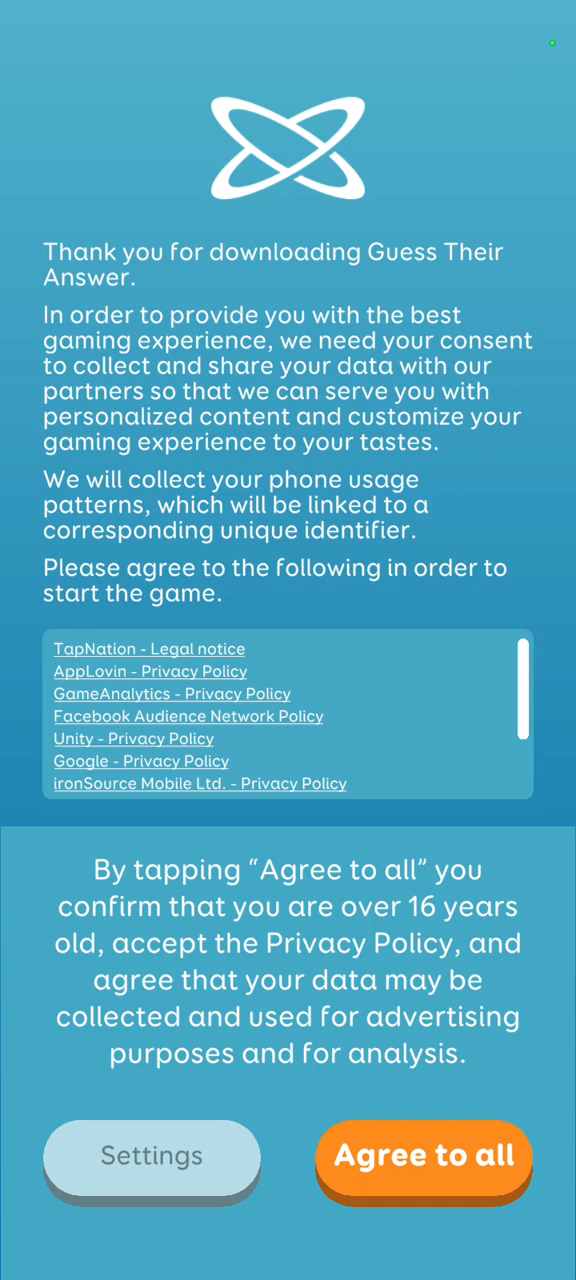 Thank you for downloading Guess Their
Answer.
In order to provide you with the best
gaming experience, we need your consent
to collect and share your data with our
partners so that we can serve you with
personalized content and customize your
gaming experience to your tastes.
We will collect your phone usage
patterns, which will be linked to a
corresponding unique identifier.
Please agree to the following in order to
start the game.
TapNation - Legal notice
AppLovin - Privacy Policy
GameAnalytics - Privacy Policy
Facebook Audience Network Policy
Unity - Privacy Policy
Google - Privacy Policy
ironSource Mobile Ltd. - Privacy Policy
By tapping “Agree to all” you
confirm that you are over 16 years
old, accept the Privacy Policy, and
agree that your data may be
collected and used for advertising
purposes and for analysis.
Settings
Agree to all